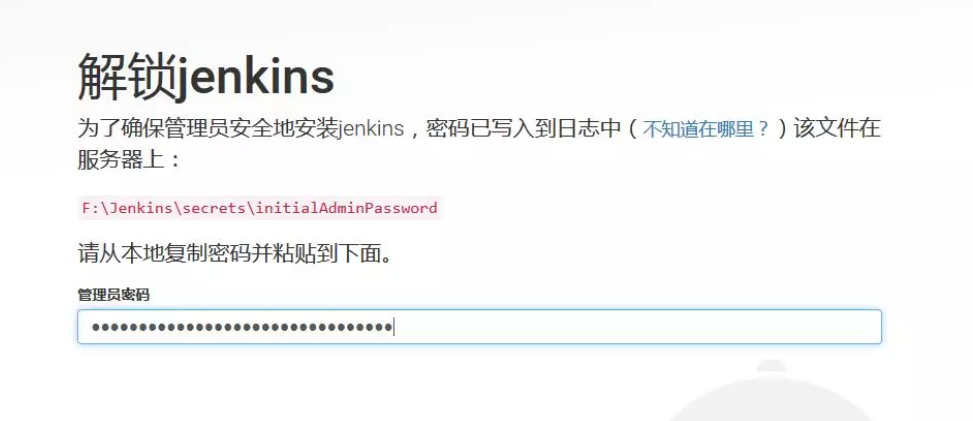 解锁jenkins
为了确保管理员安全地安装jenkins，密码已写入到日志中（不知道在哪里？）该文件在
服务器上：
F:\Jenkins\secrets\initialAdminPassword
请从本地复制密码并粘贴到下面。
管理员密码